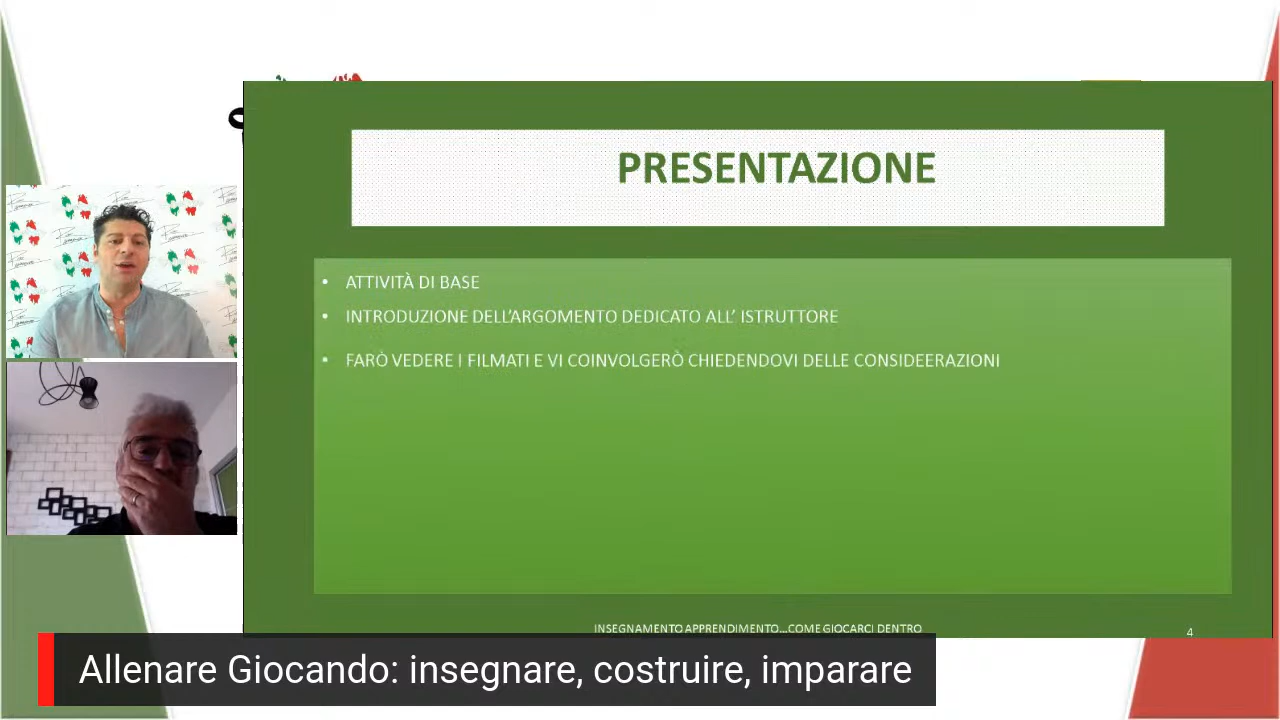 PRESENTAZIONE
• ATTIVITÀ DI BASE
• INTRODUZIONE DELL'ARGOMENTO DEDICATO ALL' ISTRUTTORE
• FARÒ VEDERE I FILMATI E VI COINVOLGERÒ CHIEDENDOVI DELLE CONSIDEERAZIONI
INSEGNAMENTO APPRENDIMENTO...COME GIOCARCI DENTRO
4
Allenare Giocando: insegnare, costruire, imparare